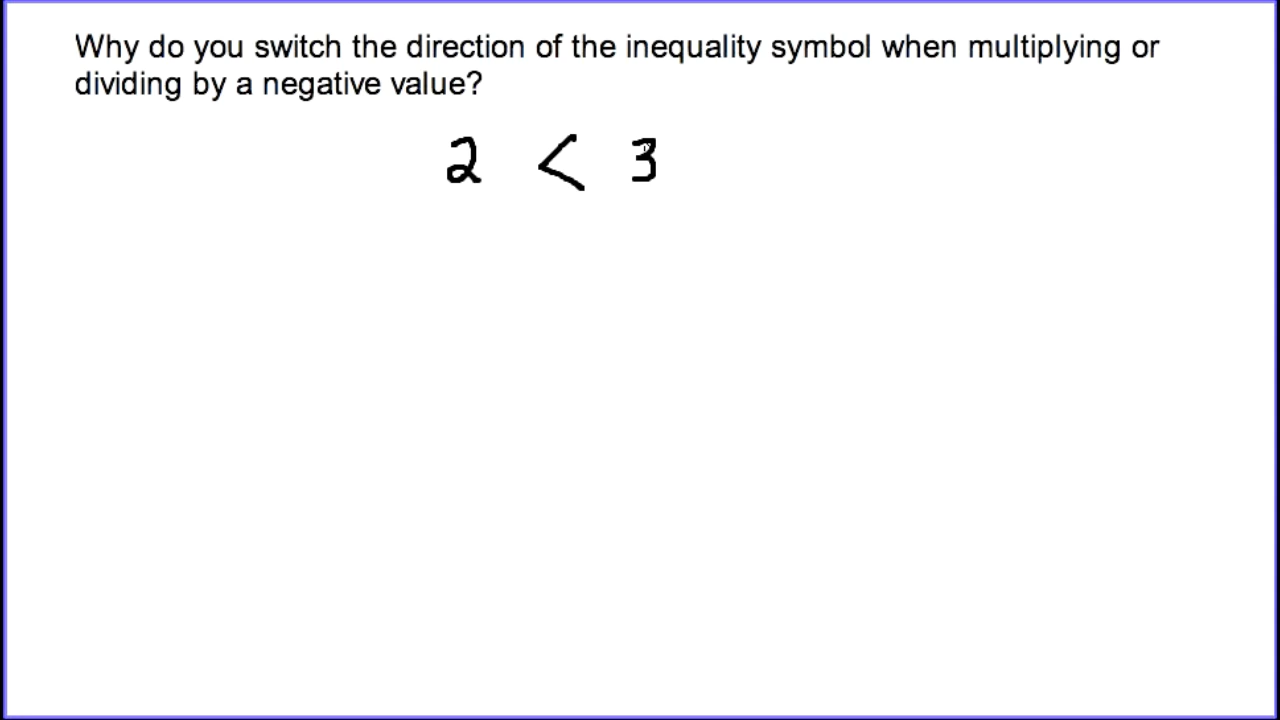 Why do you switch the direction of the inequality symbol when multiplying or
dividing by a negative value?
2 < 3